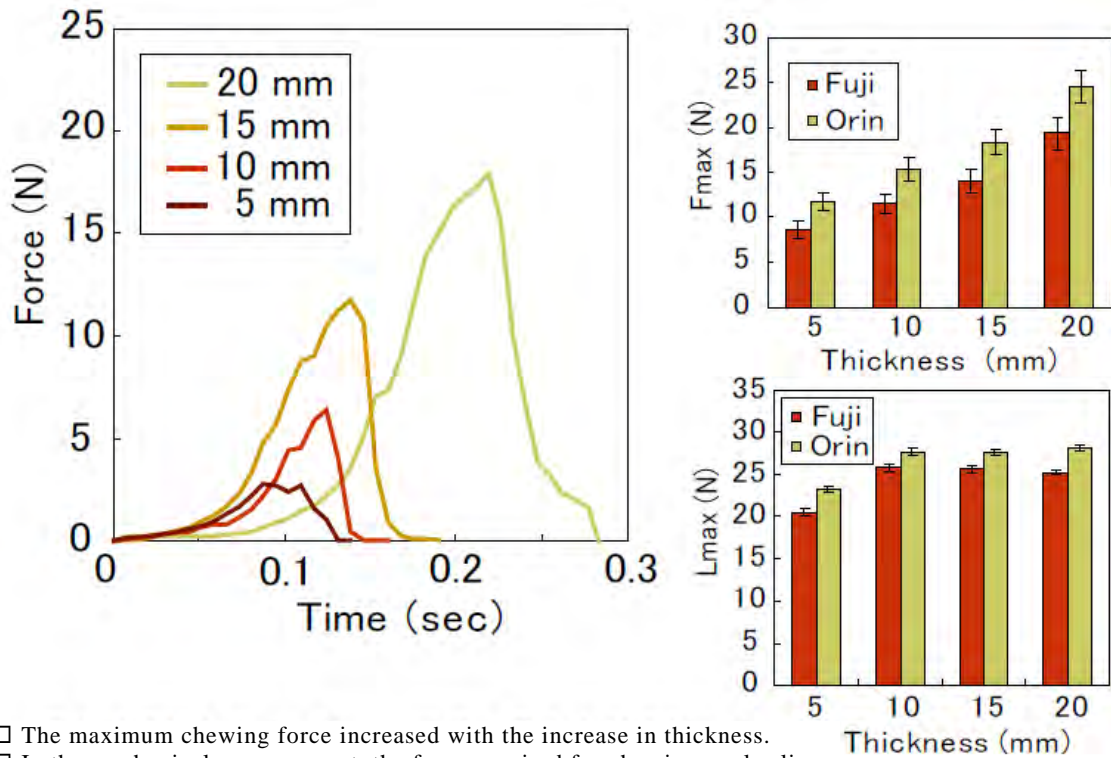 25
20
15
10
5
0
Force (N)
20 mm
15 mm
10 mm
5 mm
0
0.1
0.2
0.3
Time (sec)
30
25
20
15
10
5
0
Fmax (N)
Fuji
Orin
5 10 15 20
Thickness (mm)
35
30
25
20
15
10
5
0
Lmax (N)
Fuji
Orin
5 10 15 20
Thickness (mm)
□ The maximum chewing force increased with the increase in thickness.